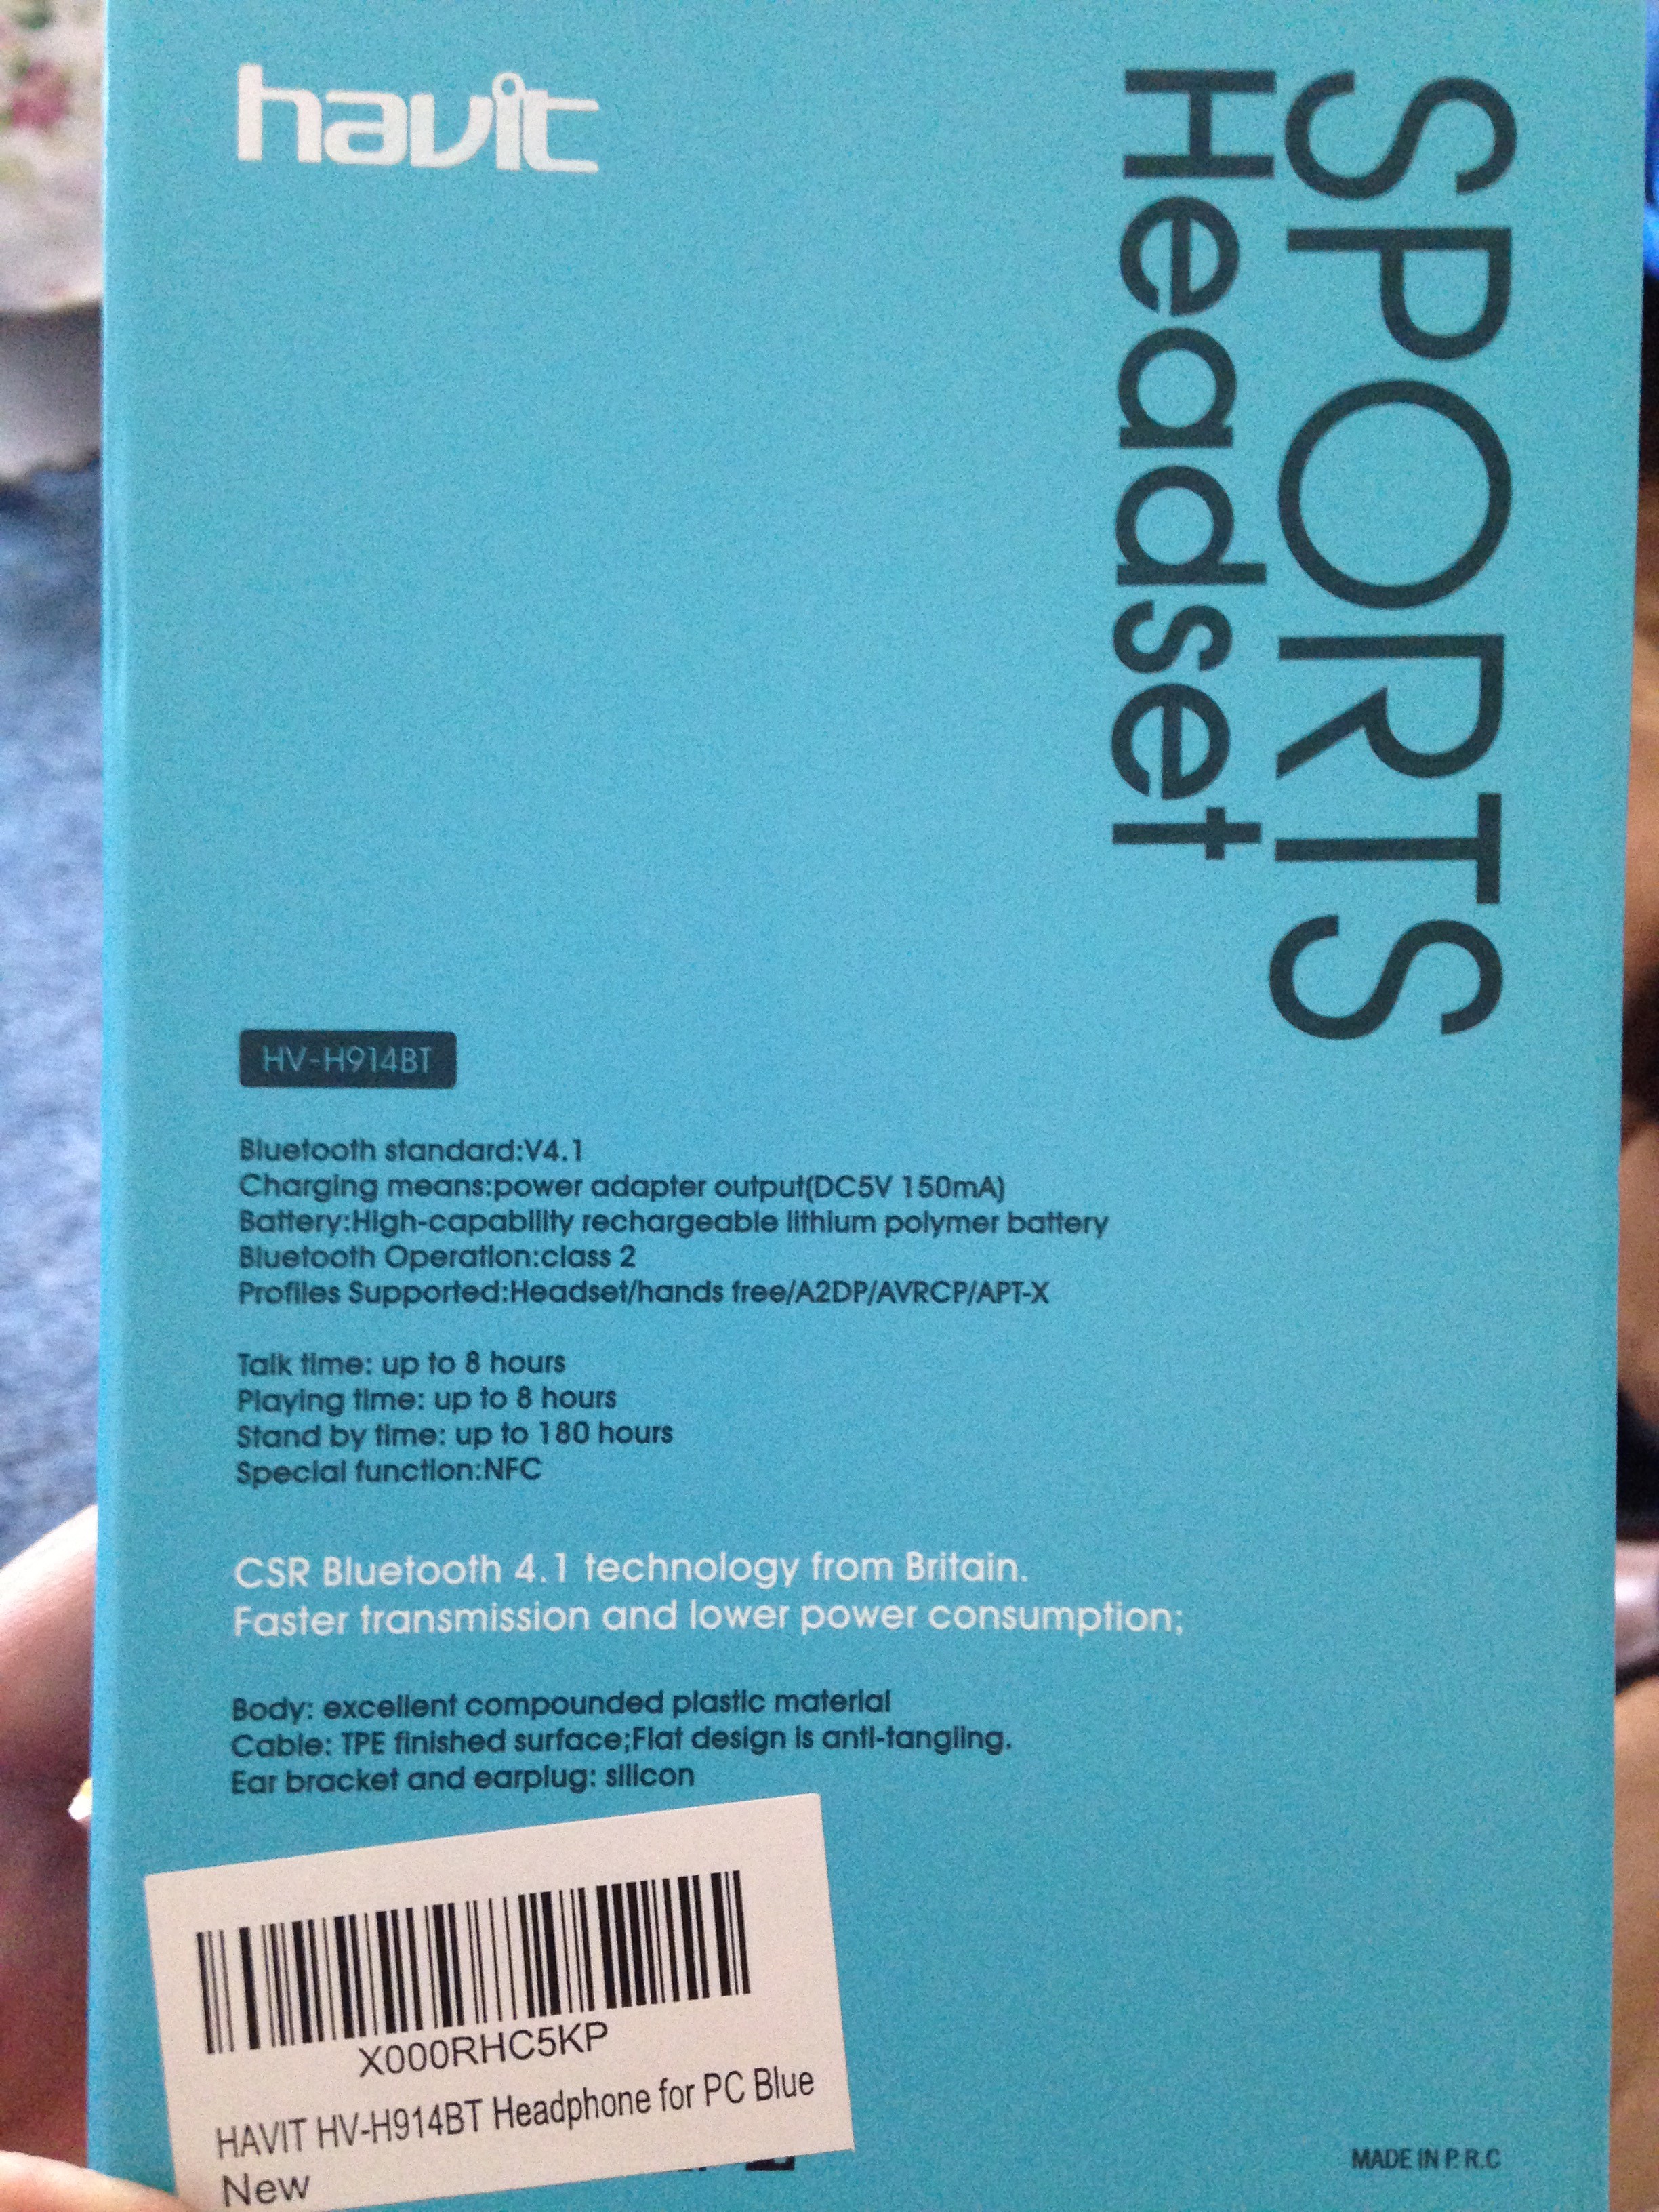 havit
SPORTS
Headset
HV-H914BT
Bluetooth standard:V4.1
Charging means:power adapter output(DC5V 150mA)
Battery:High-capability rechargeable lithium polymer battery
Bluetooth Operation:class 2
Profiles Supported:Headset/hands free/A2DP/AVRCP/APT-X
Talk time: up to 8 hours
Playing time: up to 8 hours
Stand by time: up to 180 hours
Special function:NFC
CSR Bluetooth 4.1 technology from Britain.
Faster transmission and lower power consumption;
Body: excellent compounded plastic material
Cable: TPE finished surface;Flat design is anti-tangling.
Ear bracket and earplug: silicon
X000RHC5KP
HAVIT HV-H914BT Headphone for PC Blue
New
MADE IN P.R.C